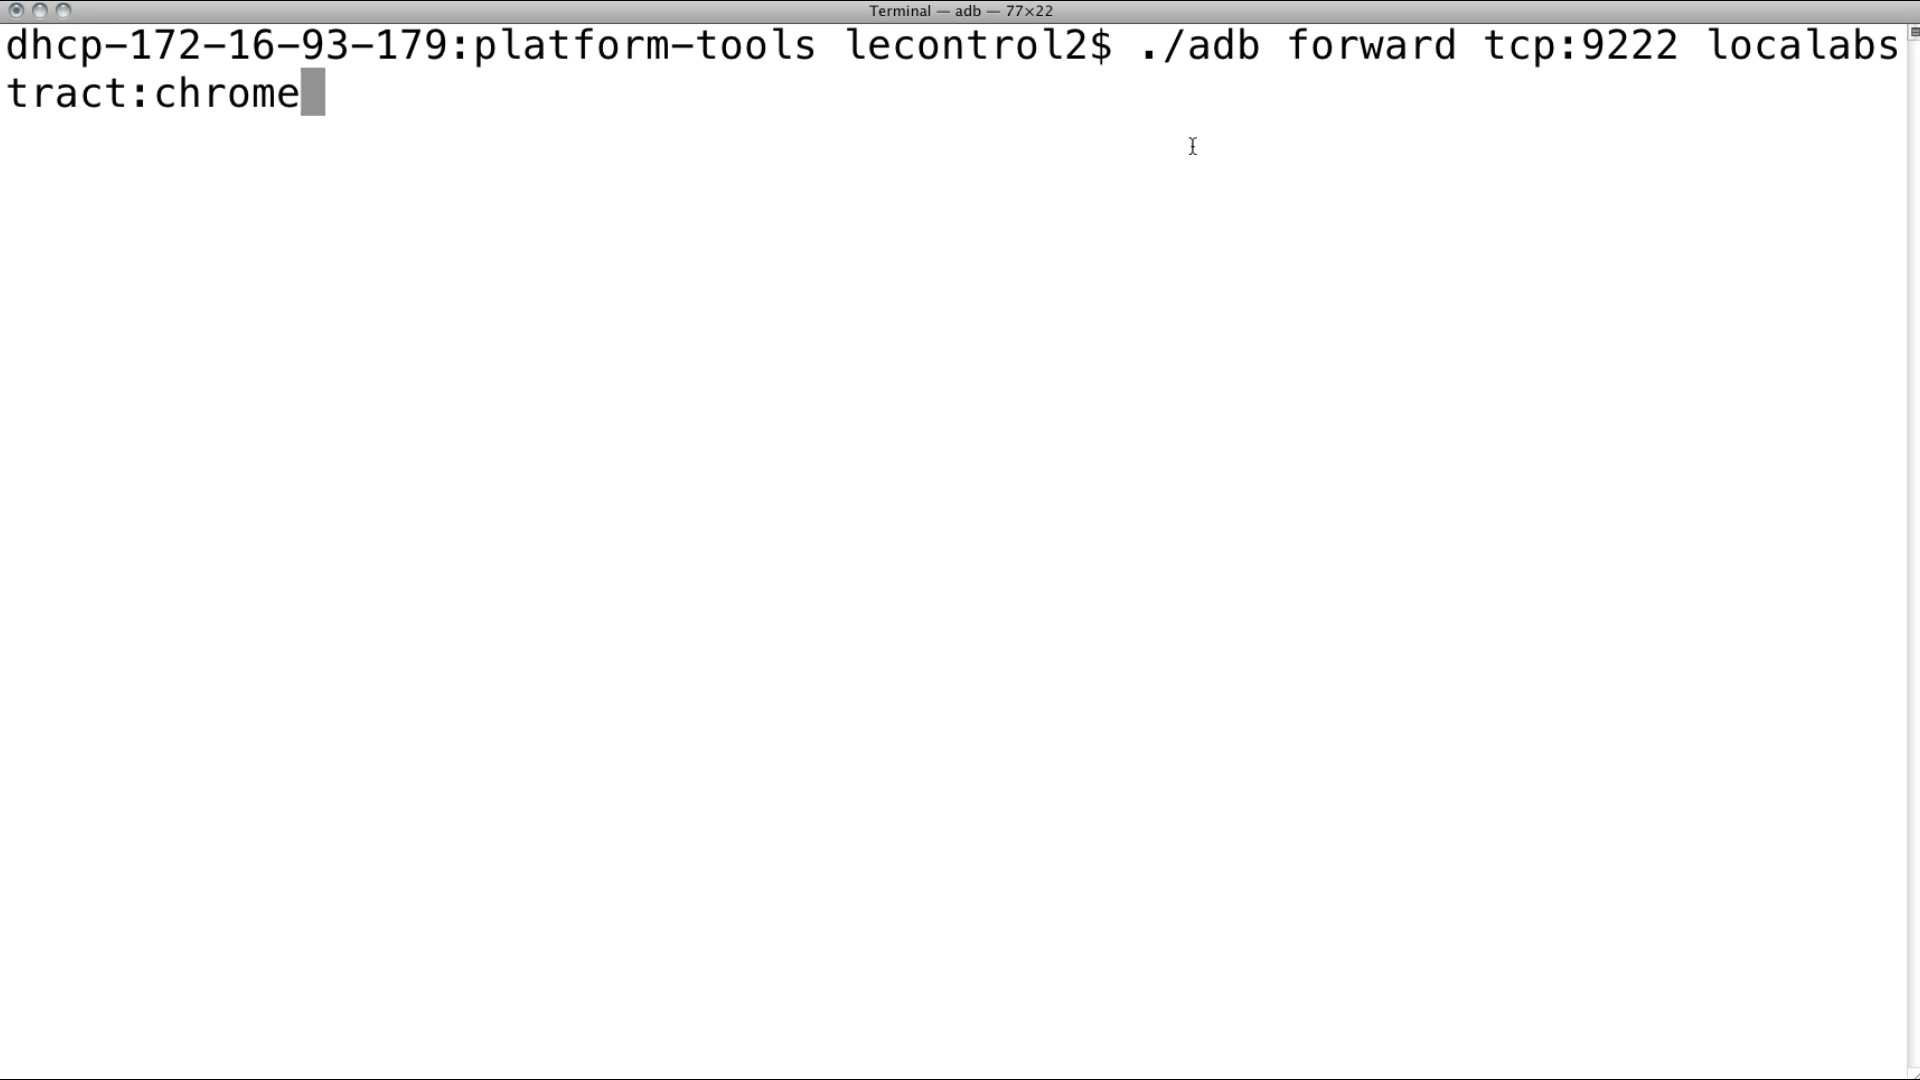 Terminal — adb — 77×22
dhcp-172-16-93-179:platform-tools lecontrol2$ ./adb forward tcp:9222 localabs
tract:chrome